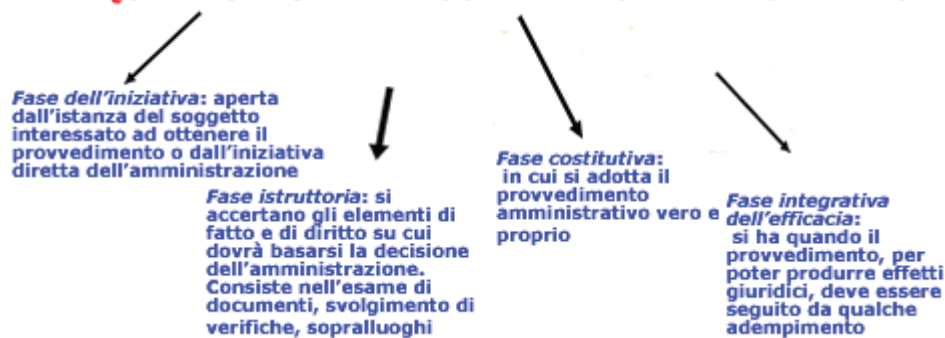 Fase dell'iniziativa: aperta
dall'istanza del soggetto
interessato ad ottenere il
provvedimento o dall'iniziativa
diretta dell'amministrazione
Fase istruttoria: si
accertano gli elementi di
fatto e di diritto su cui
dovrà basarsi la decisione
dell'amministrazione.
Consiste nell'esame di
documenti, svolgimento di
verifiche, sopralluoghi
Fase costitutiva:
in cui si adotta il
provvedimento
amministrativo vero e
proprio
Fase integrativa
dell'efficacia:
si ha quando il
provvedimento, per
poter produrre effetti
giuridici, deve essere
seguito da qualche
adempimento